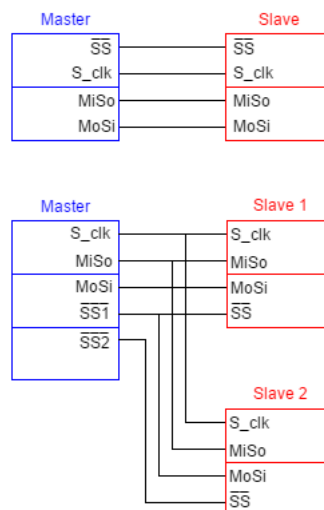 Master Slave
SS SS
S_clk S_clk
MiSo MiSo
MoSi MoSi
Master Slave 1
S_clk S_clk
MiSo MiSo
MoSi MoSi
SS1 SS
SS2
Slave 2
S_clk
MiSo
MoSi
SS